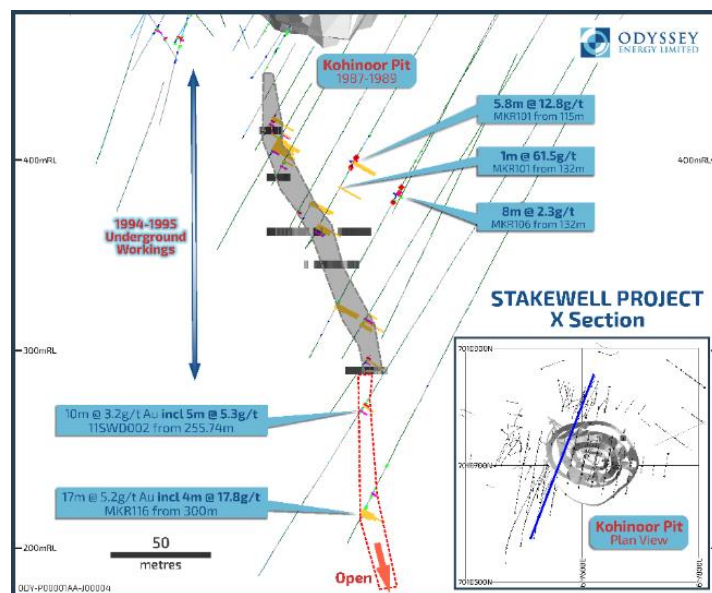 ODYSSEY
ENERGY LIMITED
Kohinoor Pit
1987-1989
5.8m @ 12.8g/t
MKR101 from 115m
400mRL
400mRL
1m @ 61.5g/t
MKR101 from 132m
8m @ 2.3g/t
MKR106 from 132m
1994-1995
Underground
Workings
STAKEWELL PROJECT
X Section
300mRL
7010900N
10m @ 3.2g/t Au incl 5m @ 5.3g/t
11SWD002 from 255.74m
17m @ 5.2g/t Au incl 4m @ 17.8g/t
MKR116 from 300m
Kohinoor Pit
Plan View
200mRL
50
metres
Open
7010500N
ODY-P00001AA-J00004